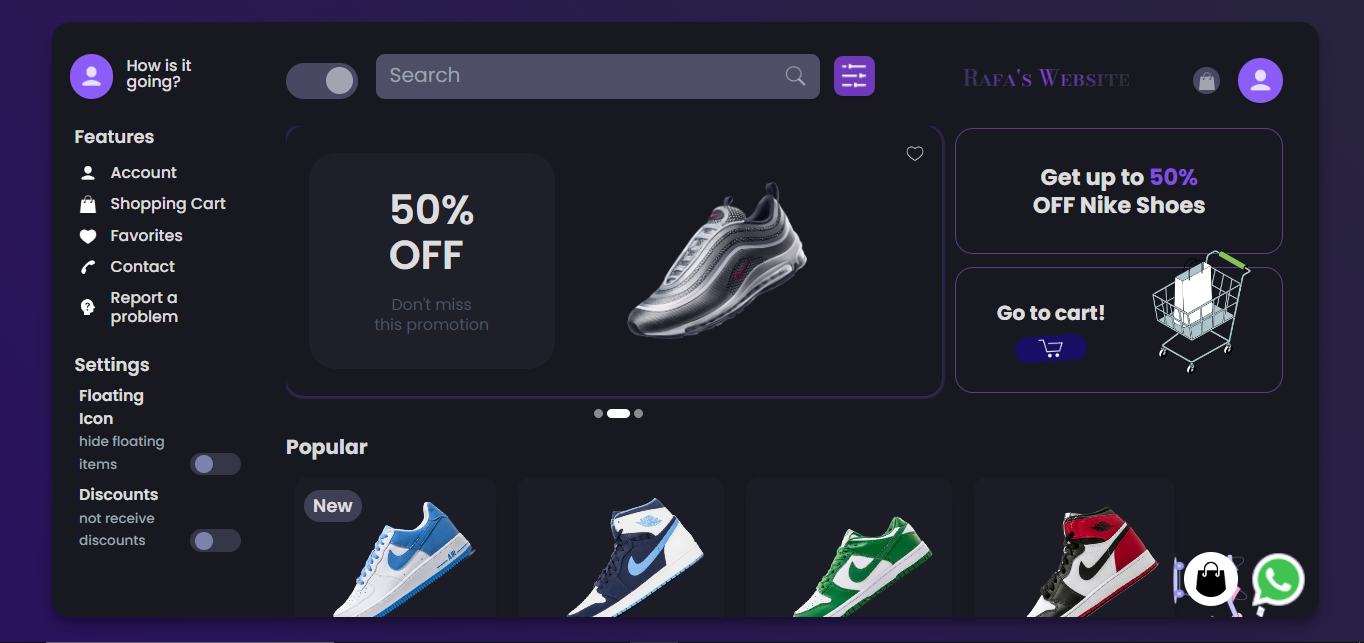 How is it
going?
Search
RAFA'S WEBSITE
Features
Account
Shopping Cart
Favorites
Contact
Report a
problem
Settings
Floating
Icon
hide floating
items
Discounts
not receive
discounts
50%
OFF
Don't miss
this promotion
Get up to 50%
OFF Nike Shoes
Go to cart!
Popular
New
AIR